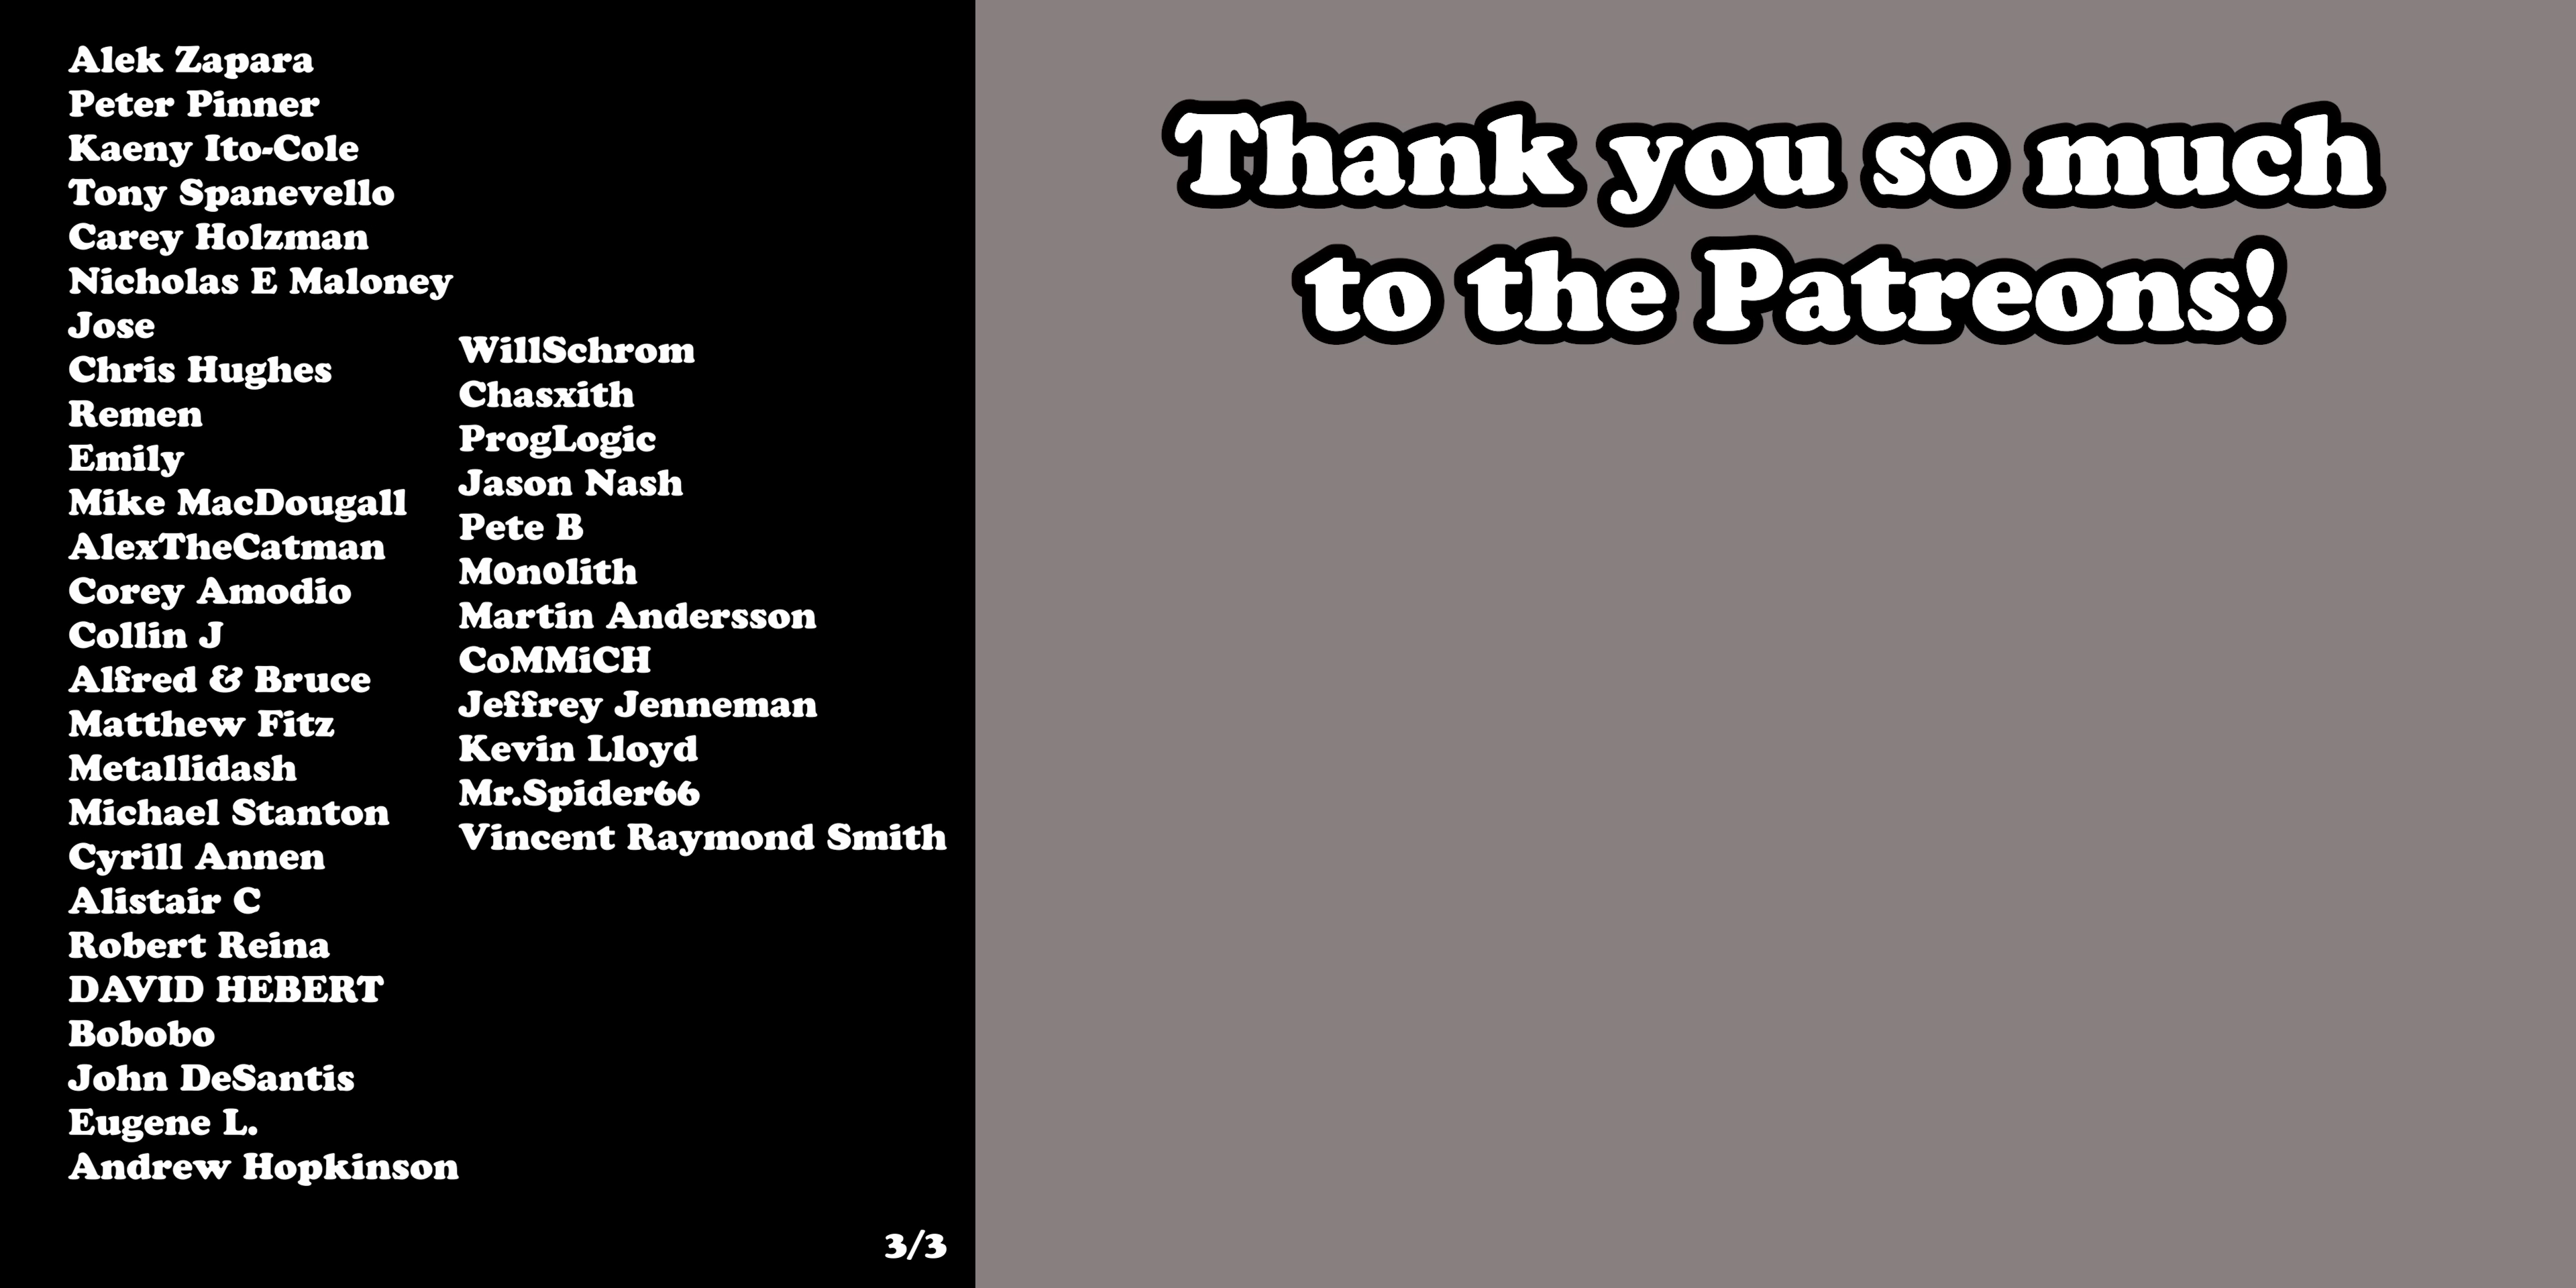 Alek Zapara
Peter Pinner
Kaeny Ito-Cole
Tony Spanevello
Carey Holzman
Nicholas E Maloney
Jose
Chris Hughes
Remen
Emily
Mike MacDougall
AlexTheCatman
Corey Amodio
Collin J
Alfred & Bruce
Matthew Fitz
Metallidash
Michael Stanton
Cyrill Annen
Alistair C
Robert Reina
DAVID HEBERT
Bobobo
John DeSantis
Eugene L.
Andrew Hopkinson
WillSchrom
Chasxith
ProgLogic
Jason Nash
Pete B
M0n0lith
Martin Andersson
CoMMiCH
Jeffrey Jenneman
Kevin Lloyd
Mr.Spider66
Vincent Raymond Smith
3/3
Thank you so much
to the Patreons!